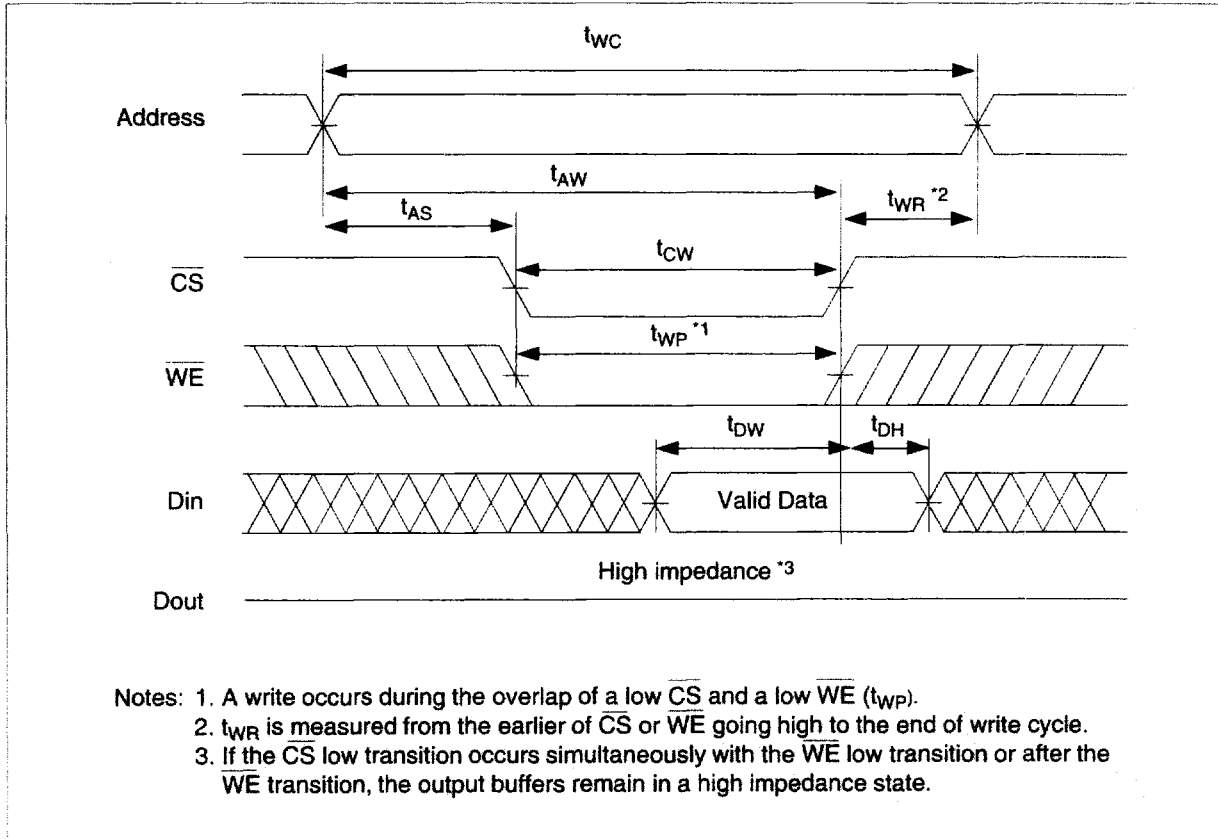 tWC
Address
tAW
tAS
tWR *2
tCW
CS
tWP *1
WE
tDW
tDH
Din
Valid Data
High impedance *3
Dout
Notes: 1. A write occurs during the overlap of a low CS and a low WE (tWP).
2. tWR is measured from the earlier of CS or WE going high to the end of write cycle.
3. If the CS low transition occurs simultaneously with the WE low transition or after the
WE transition, the output buffers remain in a high impedance state.